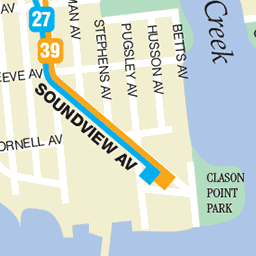 27
39
Creek
MAN AV
STEPHENS AV
PUGSLEY AV
HUSSON AV
BETTS AV
EEVE AV
SOUNDVIEW AV
ORNELL AV
CLASON
POINT
PARK